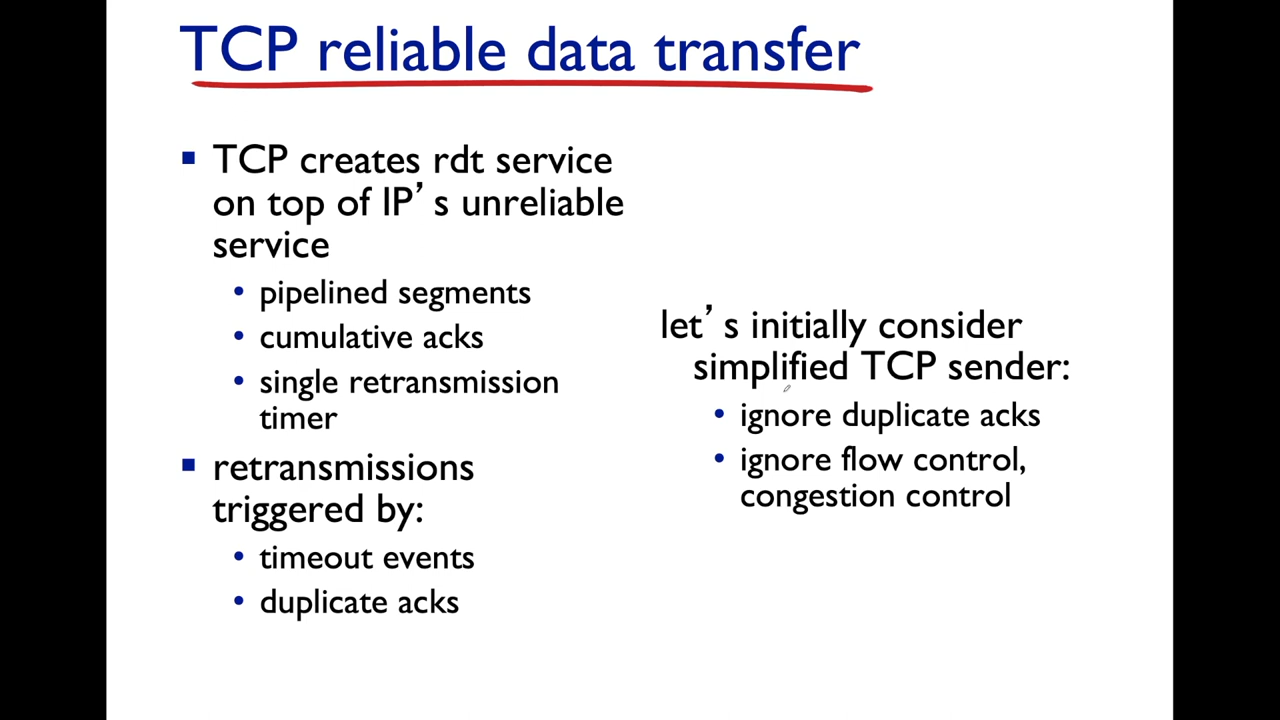 TCP reliable data transfer
▪ TCP creates rdt service
on top of IP’s unreliable
service
• pipelined segments
• cumulative acks
• single retransmission
timer
▪ retransmissions
triggered by:
• timeout events
• duplicate acks
let’s initially consider
simplified TCP sender:
• ignore duplicate acks
• ignore flow control,
congestion control